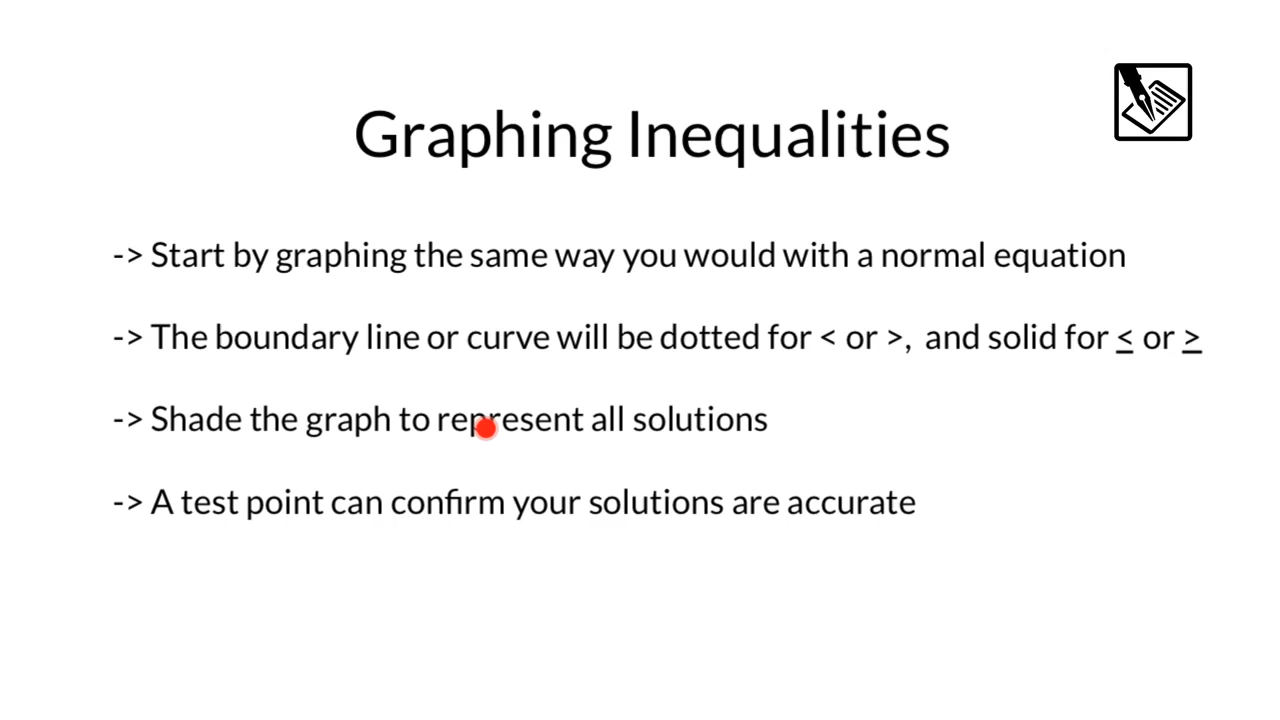 Graphing Inequalities
-> Start by graphing the same way you would with a normal equation
-> The boundary line or curve will be dotted for < or >, and solid for ≤ or ≥
-> Shade the graph to represent all solutions
-> A test point can confirm your solutions are accurate